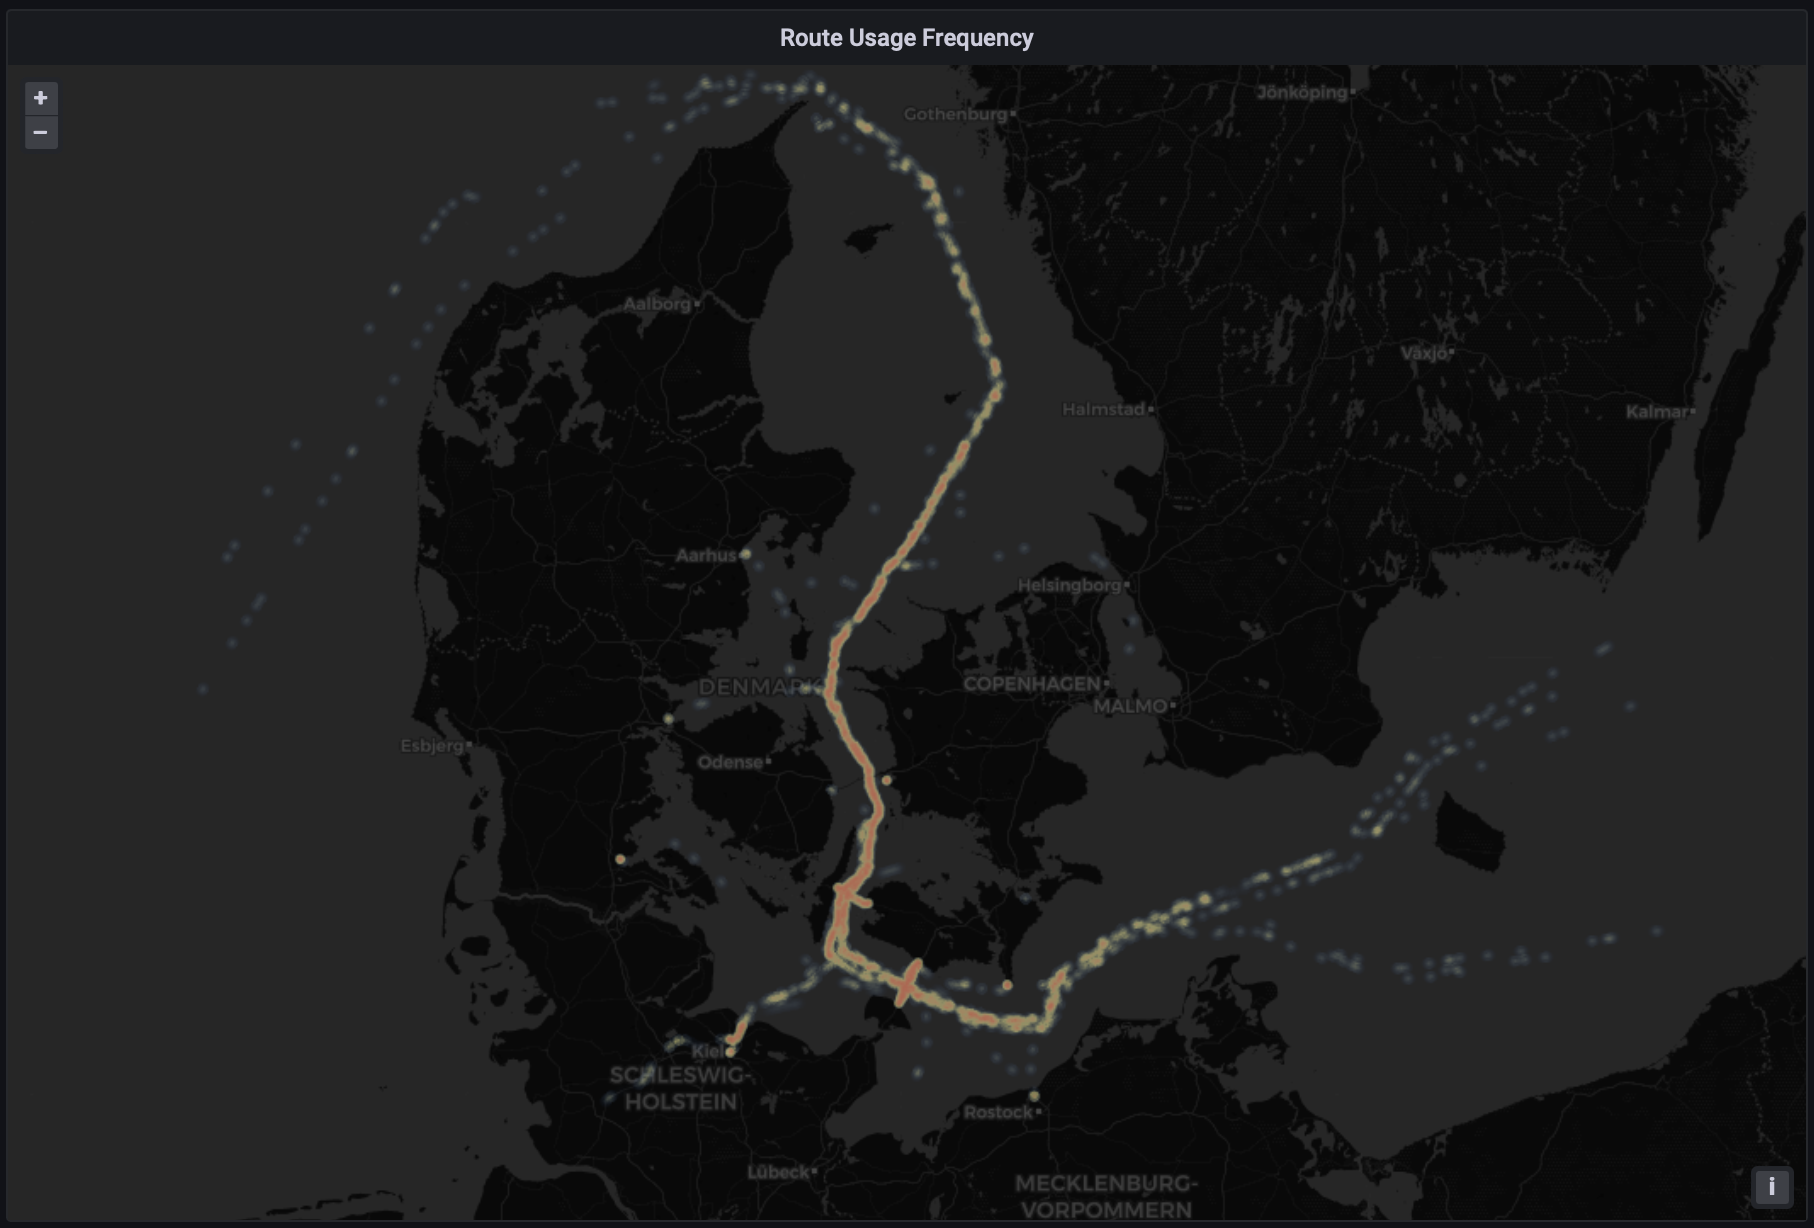 Route Usage Frequency
+
−
Jönköping
Gothenburg
Aalborg
Växjö
Halmstad
Kalmar
Aarhus
Helsingborg
DENMARK
COPENHAGEN
MALMO
Esbjerg
Odense
Kiel
SCHLESWIG-
HOLSTEIN
Rostock
Lübeck
MECKLENBURG-
VORPOMMERN
i